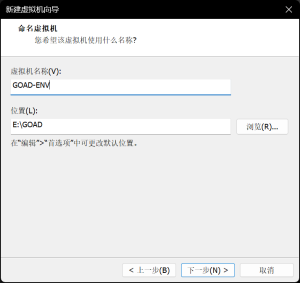 新建虚拟机向导
命名虚拟机
您希望该虚拟机使用什么名称?
虚拟机名称(V):
GOAD-ENV
位置(L):
E:\GOAD
浏览(R)...
在"编辑">"首选项"中可更改默认位置。
< 上一步(B)
下一步(N) >
取消